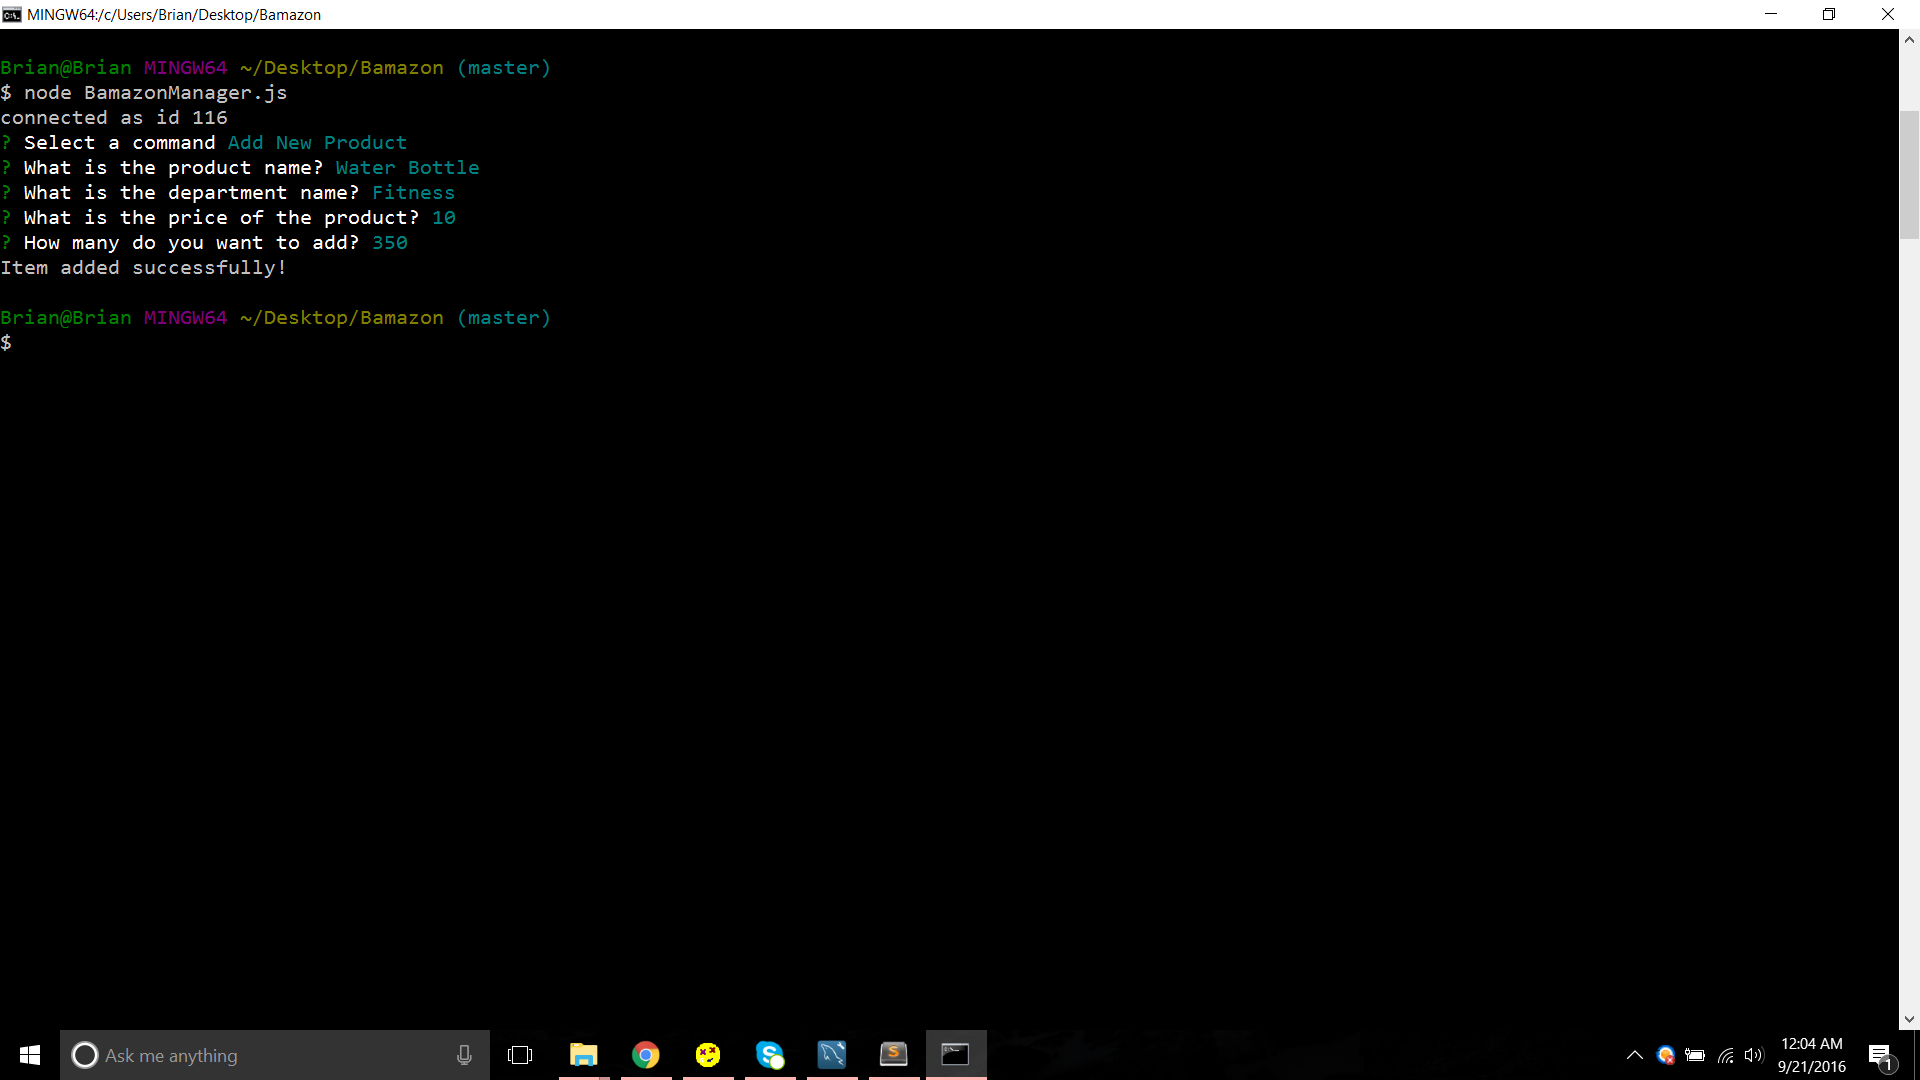 MINGW64:/c/Users/Brian/Desktop/Bamazon
Brian@Brian MINGW64 ~/Desktop/Bamazon (master)
$ node BamazonManager.js
connected as id 116
? Select a command Add New Product
? What is the product name? Water Bottle
? What is the department name? Fitness
? What is the price of the product? 10
? How many do you want to add? 350
Item added successfully!
Brian@Brian MINGW64 ~/Desktop/Bamazon (master)
$
Ask me anything
12:04 AM
9/21/2016
1